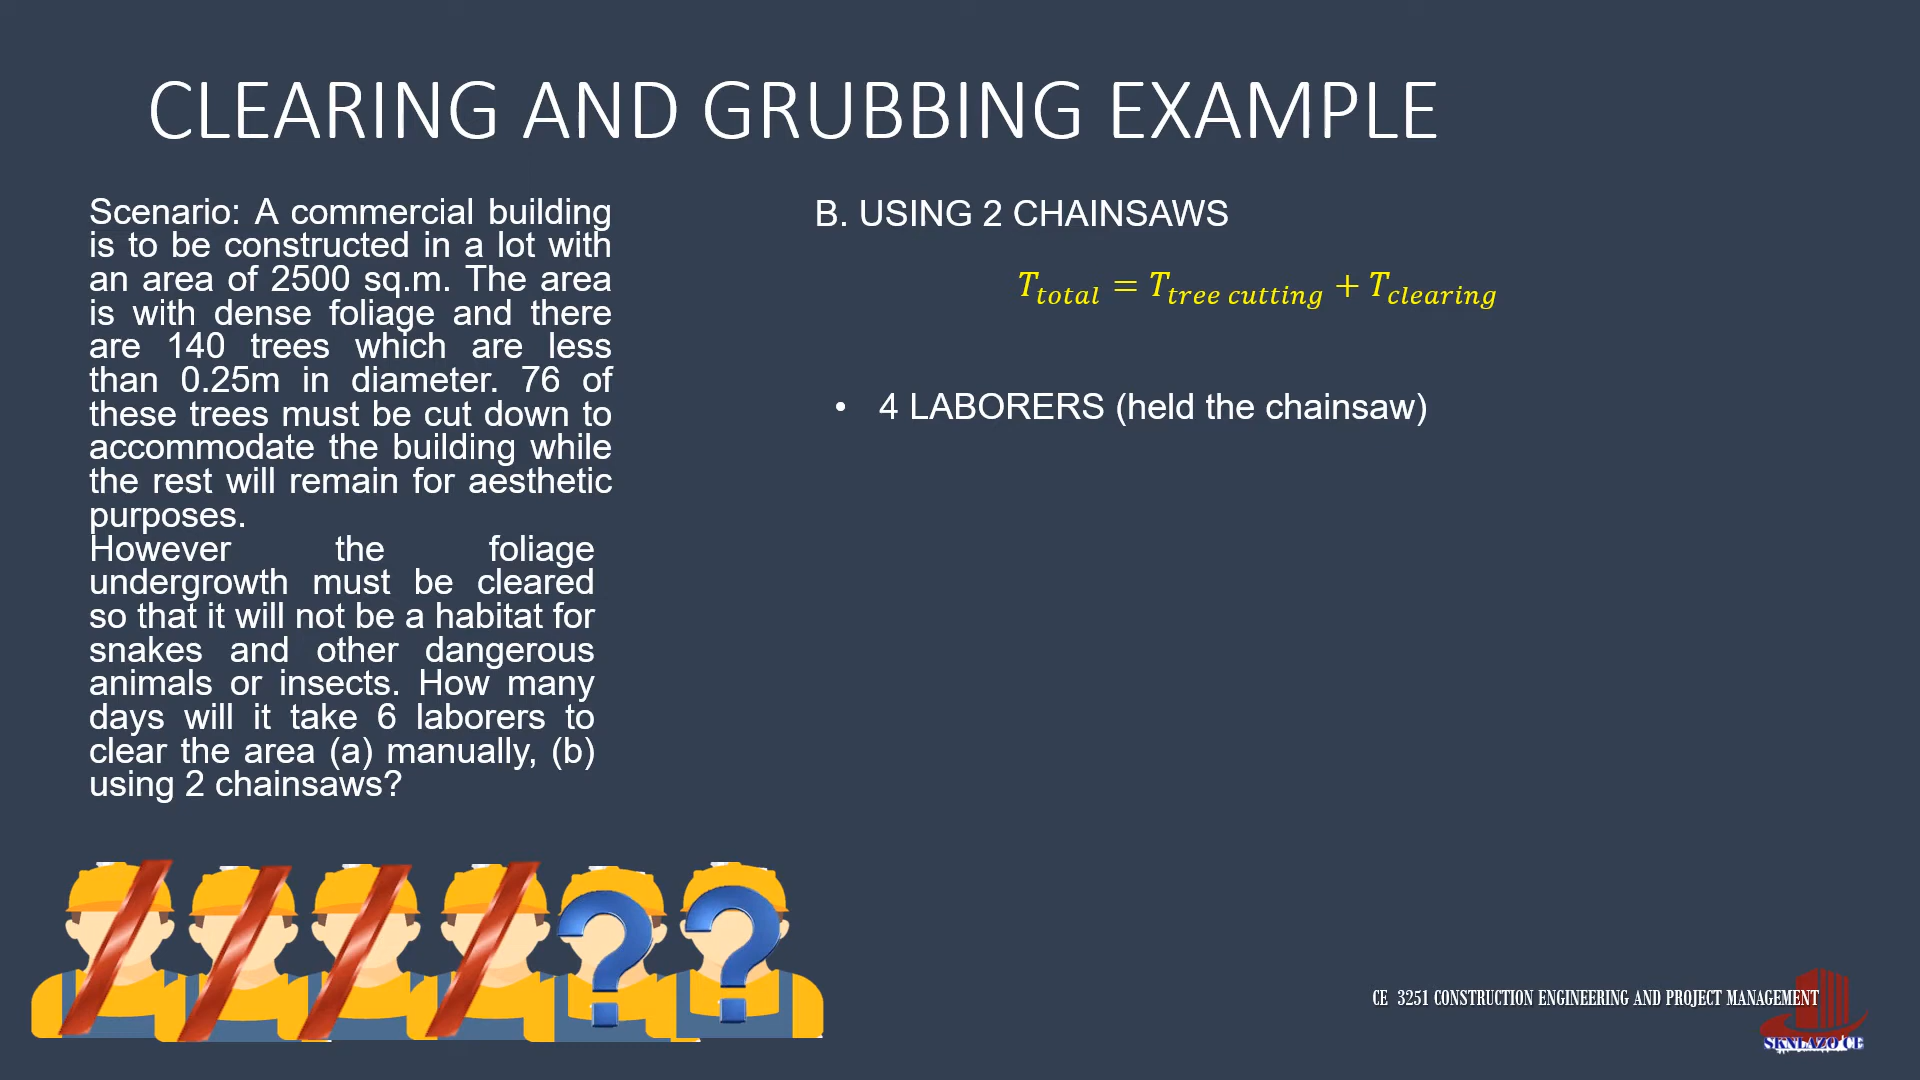 CLEARING AND GRUBBING EXAMPLE
Scenario: A commercial building
is to be constructed in a lot with
an area of 2500 sq.m. The area
is with dense foliage and there
are 140 trees which are less
than 0.25m in diameter. 76 of
these trees must be cut down to
accommodate the building while
the rest will remain for aesthetic
purposes.
However the foliage
undergrowth must be cleared
so that it will not be a habitat for
snakes and other dangerous
animals or insects. How many
days will it take 6 laborers to
clear the area (a) manually, (b)
using 2 chainsaws?
B. USING 2 CHAINSAWS
T_total = T_tree cutting + T_clearing
• 4 LABORERS (held the chainsaw)
? ?
CE 3251 CONSTRUCTION ENGINEERING AND PROJECT MANAGEMENT
SKNLAZO CE